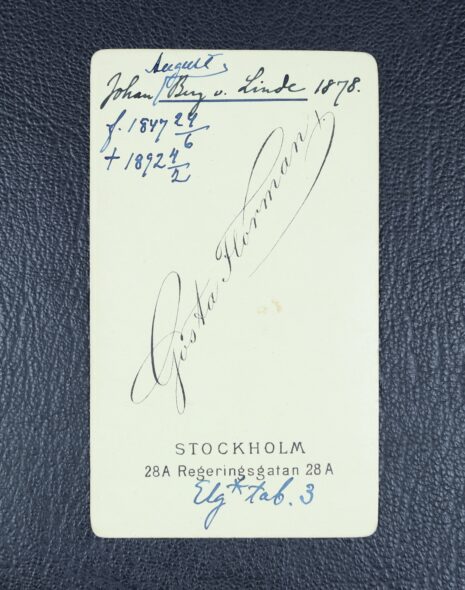 August
Johan / Berg v. Linde 1878.
f. 1847 24/6
† 1892 4/2
Gösta Florman
STOCKHOLM
28A Regeringsgatan 28A
Elg* tab. 3